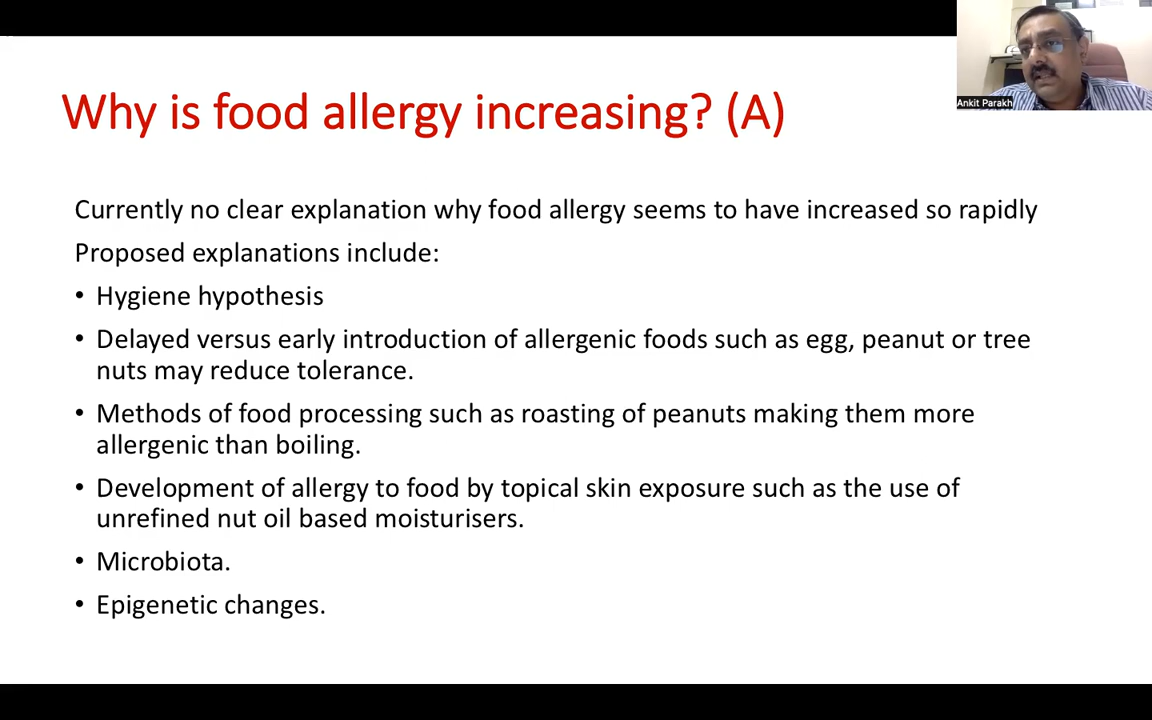 Why is food allergy increasing? (A)
Ankit Parakh
Currently no clear explanation why food allergy seems to have increased so rapidly
Proposed explanations include:
• Hygiene hypothesis
• Delayed versus early introduction of allergenic foods such as egg, peanut or tree
nuts may reduce tolerance.
• Methods of food processing such as roasting of peanuts making them more
allergenic than boiling.
• Development of allergy to food by topical skin exposure such as the use of
unrefined nut oil based moisturisers.
• Microbiota.
• Epigenetic changes.